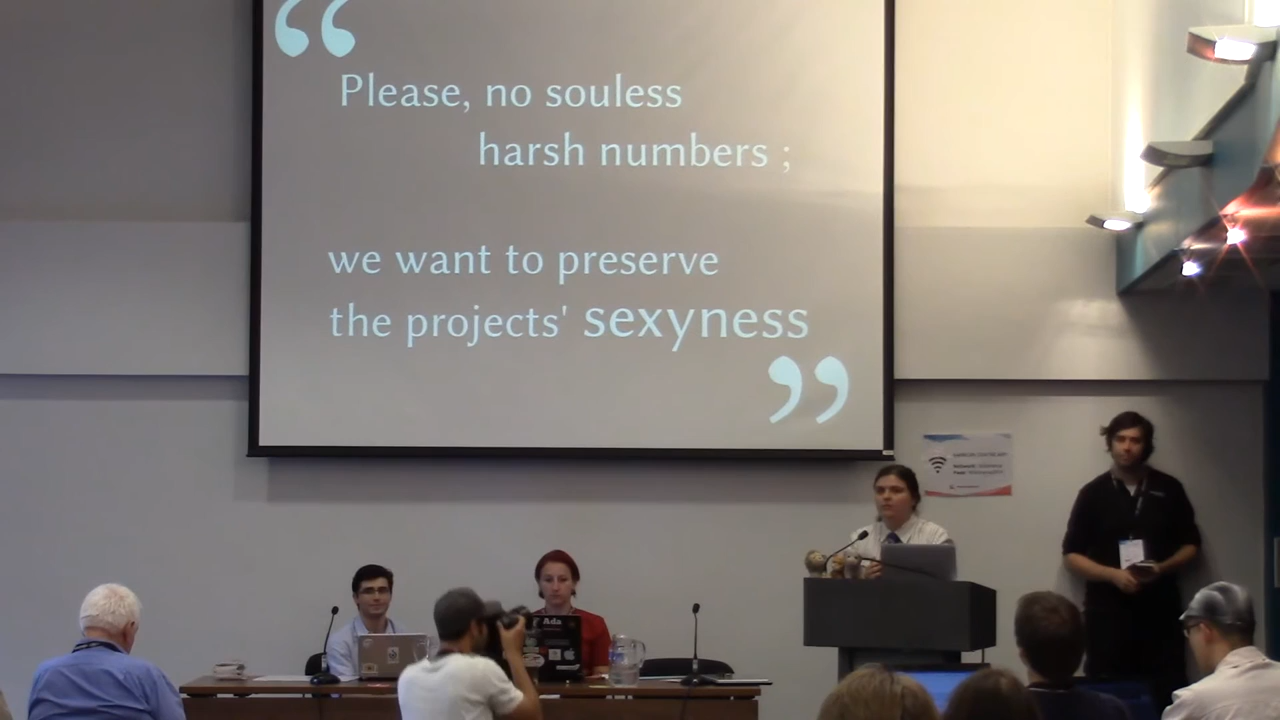 “
Please, no souless
harsh numbers ;
we want to preserve
the projects' sexyness
”
Ada